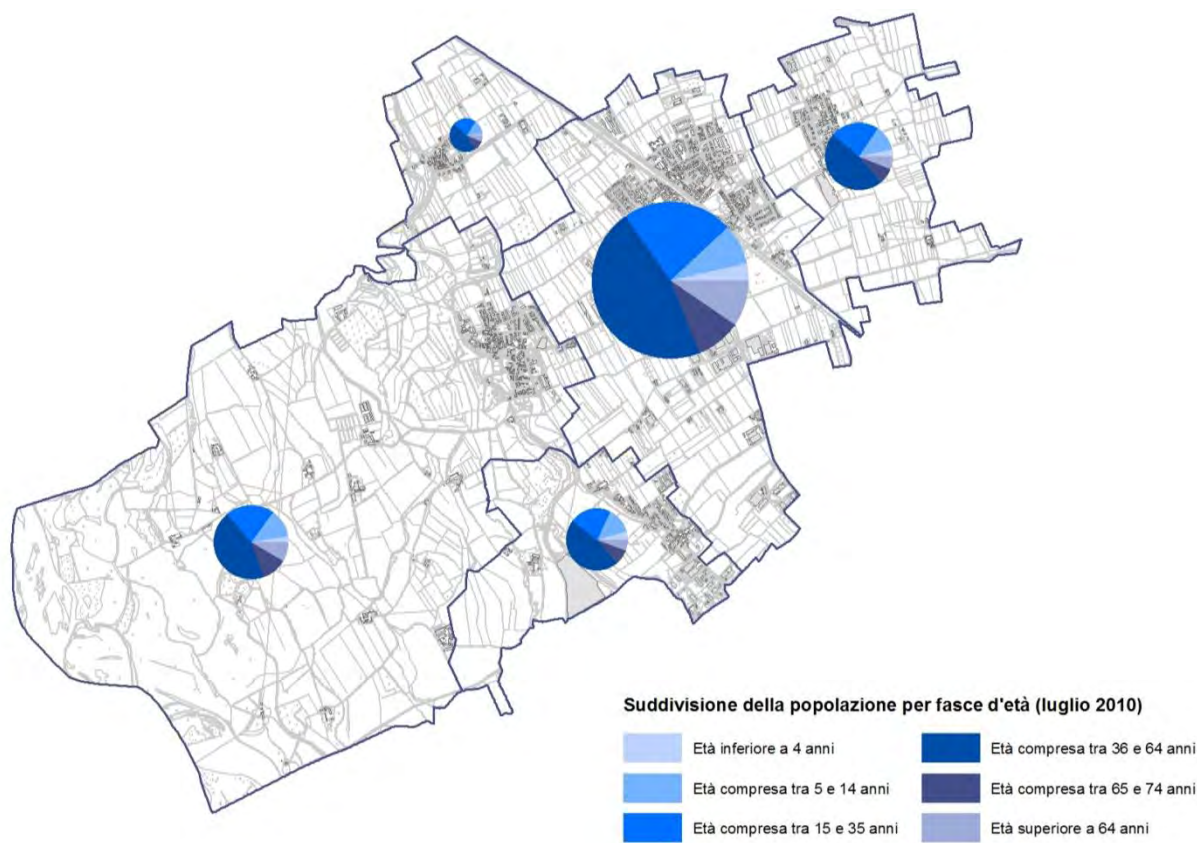 Suddivisione della popolazione per fasce d'età (luglio 2010)
Età inferiore a 4 anni
Età compresa tra 5 e 14 anni
Età compresa tra 15 e 35 anni
Età compresa tra 36 e 64 anni
Età compresa tra 65 e 74 anni
Età superiore a 64 anni